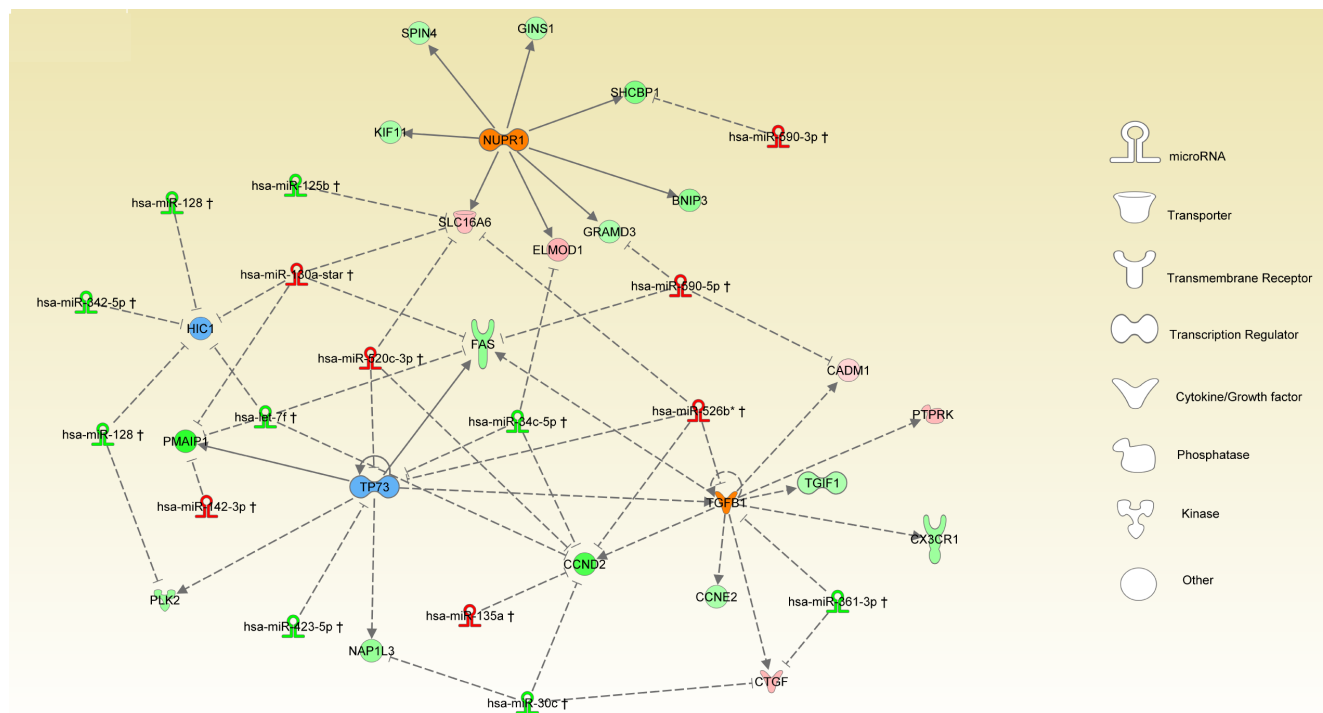 SPIN4
GINS1
SHCBP1
KIF11
NUPR1
hsa-miR-590-3p †
microRNA
hsa-miR-125b †
hsa-miR-128 †
BNIP3
Transporter
SLC16A6
GRAMD3
ELMOD1
hsa-miR-130a-star †
hsa-miR-590-5p †
Transmembrane Receptor
hsa-miR-342-5p †
HIC1
FAS
Transcription Regulator
hsa-miR-520c-3p †
CADM1
Cytokine/Growth factor
hsa-let-7f †
hsa-miR-34c-5p †
hsa-miR-526b* †
PTPRK
hsa-miR-128 †
PMAIP1
Phosphatase
TP73
TGFB1
TGIF1
hsa-miR-142-3p †
Kinase
CX3CR1
CCND2
PLK2
CCNE2
hsa-miR-361-3p †
Other
hsa-miR-135a †
hsa-miR-423-5p †
NAP1L3
CTGF
hsa-miR-30c †